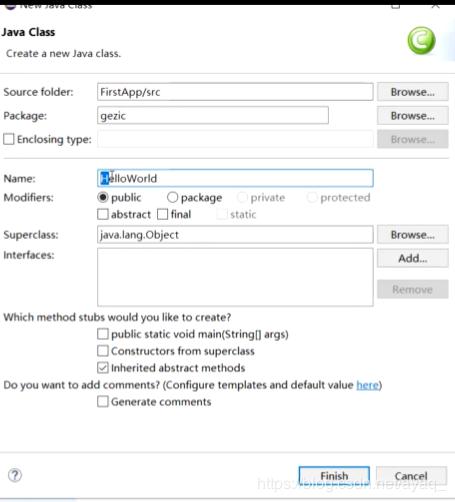 New Java Class
Java Class
Create a new Java class.
Source folder: FirstApp/src Browse...
Package: gezic Browse...
Enclosing type: Browse...
Name: HelloWorld
Modifiers: public package private protected
abstract final static
Superclass: java.lang.Object Browse...
Interfaces: Add...
Remove
Which method stubs would you like to create?
public static void main(String[] args)
Constructors from superclass
Inherited abstract methods
Do you want to add comments? (Configure templates and default value here)
Generate comments
? Finish Cancel
https://blog.csdn.net/ayaq_